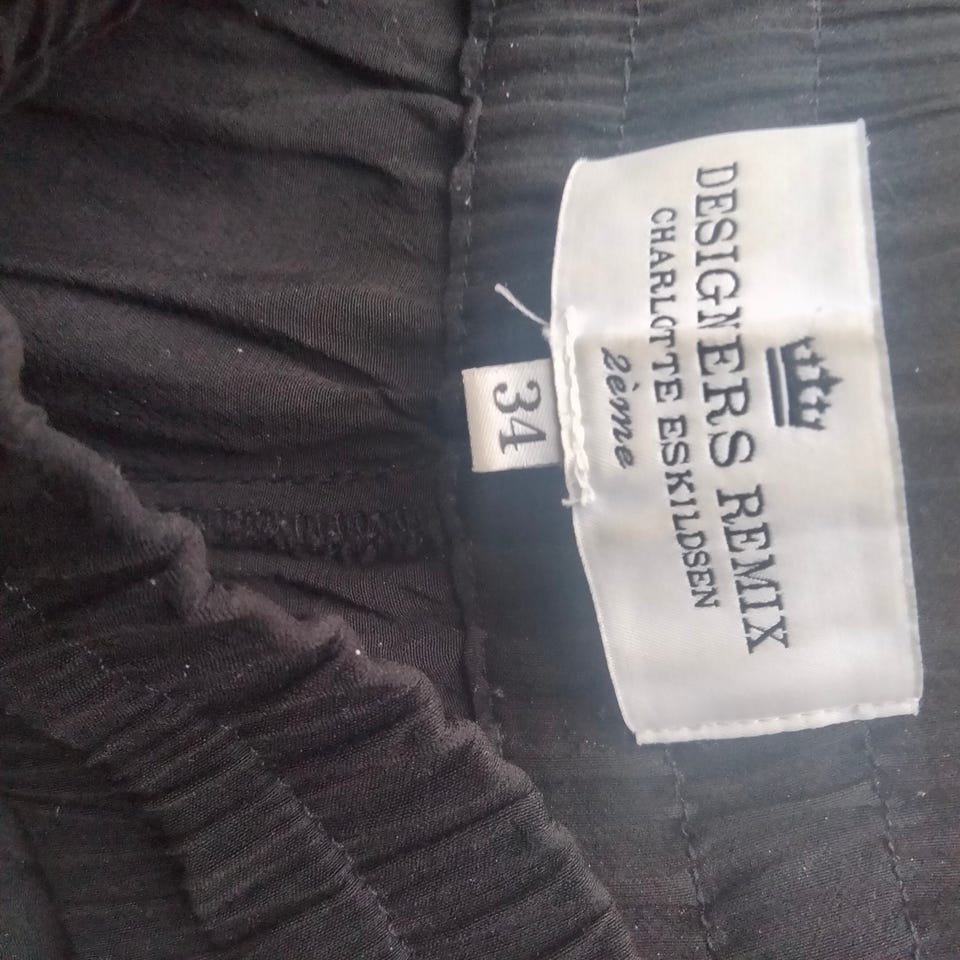 DESIGNERS REMIX
CHARLOTTE ESKILDSEN
2ème
34